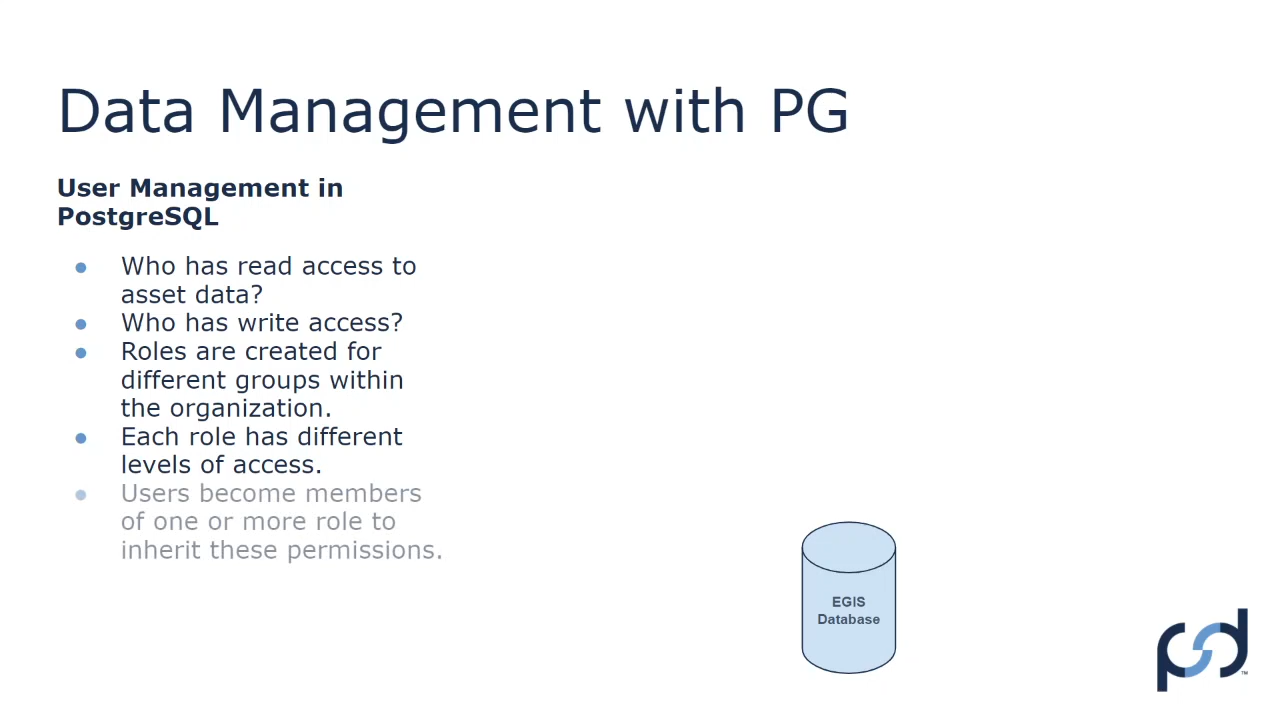 Data Management with PG
User Management in
PostgreSQL
● Who has read access to
asset data?
● Who has write access?
● Roles are created for
different groups within
the organization.
● Each role has different
levels of access.
● Users become members
of one or more role to
inherit these permissions.
EGIS
Database
psd
™